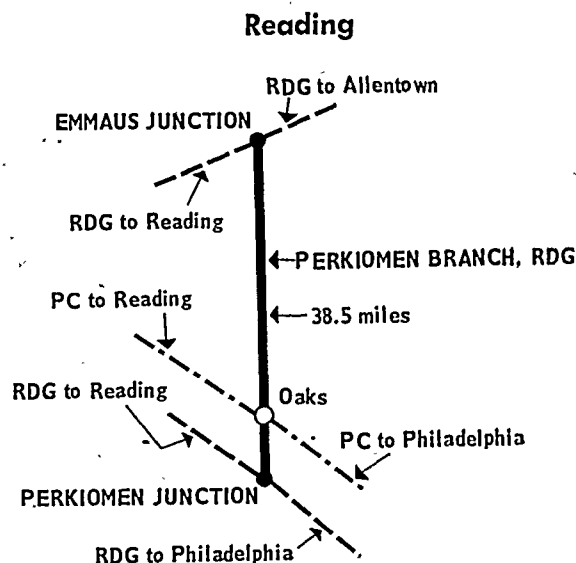 Reading
RDG to Allentown
EMMAUS JUNCTION
RDG to Reading
PERKIOMEN BRANCH, RDG
PC to Reading
38.5 miles
RDG to Reading
Oaks
PC to Philadelphia
PERKIOMEN JUNCTION
RDG to Philadelphia